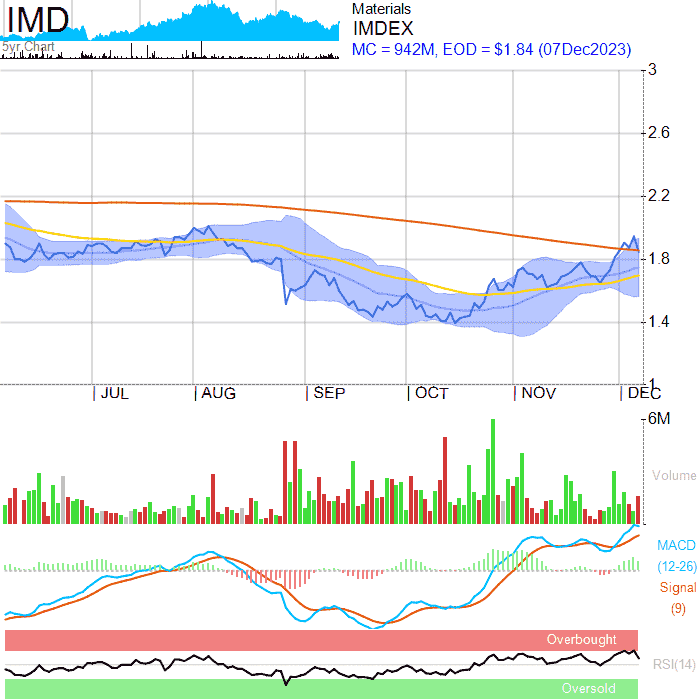 IMD
5yr Chart
Materials
IMDEX
MC = 942M, EOD = $1.84 (07Dec2023)
3
2.6
2.2
1.8
1.4
1
JUL AUG SEP OCT NOV DEC
6M
Volume
MACD
(12-26)
Signal
(9)
Overbought
RSI(14)
Oversold